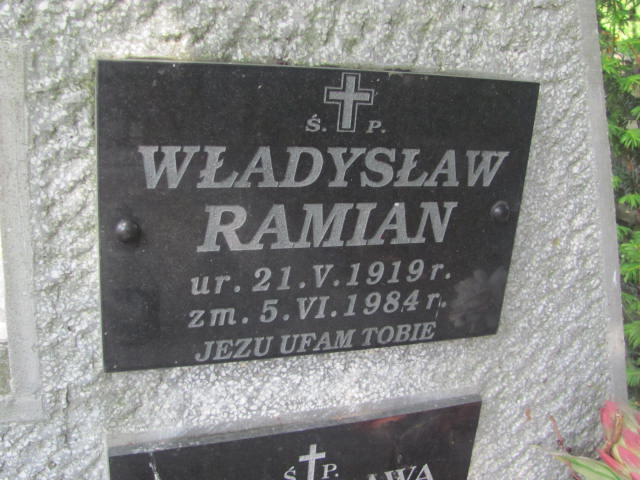 Ś. P.
WŁADYSŁAW
RAMIAN
ur. 21.V.1919 r.
zm. 5.VI.1984 r.
JEZU UFAM TOBIE
Ś P.